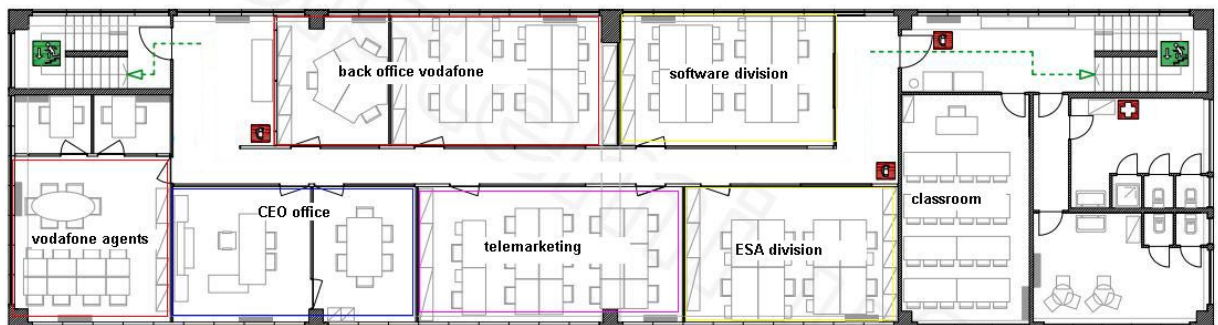 back office vodafone
software division
CEO office
classroom
vodafone agents
telemarketing
ESA division